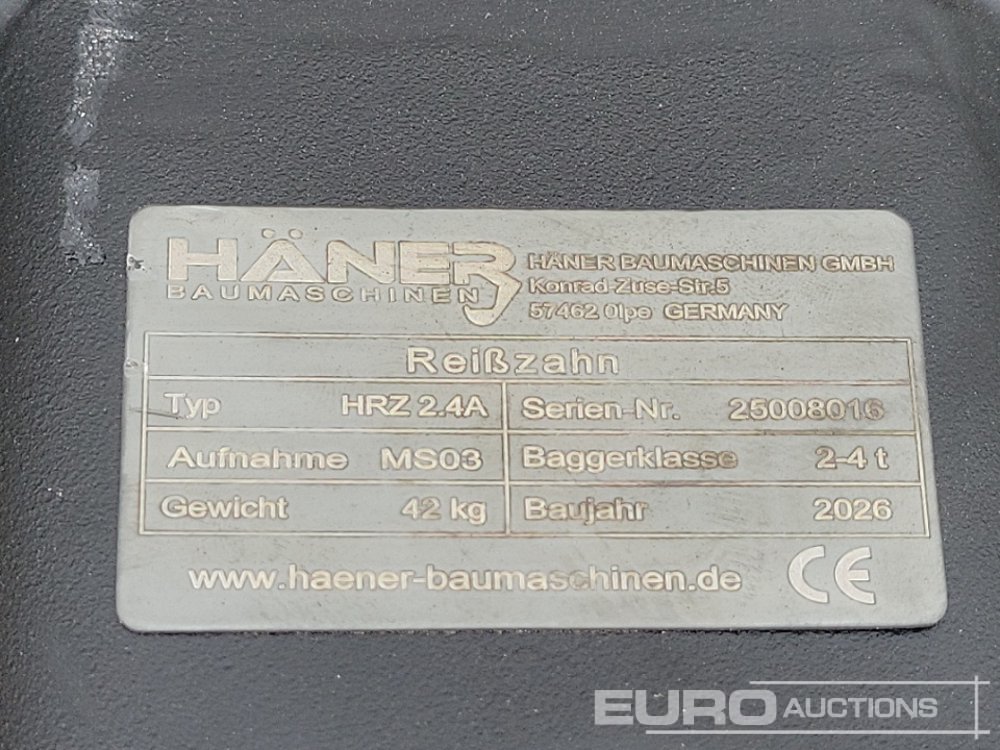 HÄNER
BAUMASCHINEN
HÄNER BAUMASCHINEN GMBH
Konrad-Zuse-Str.5
57462 Olpe GERMANY
Reißzahn
Typ HRZ 2.4A Serien-Nr. 25008016
Aufnahme MS03 Baggerklasse 2-4 t
Gewicht 42 kg Baujahr 2026
www.haener-baumaschinen.de CE
EURO AUCTIONS